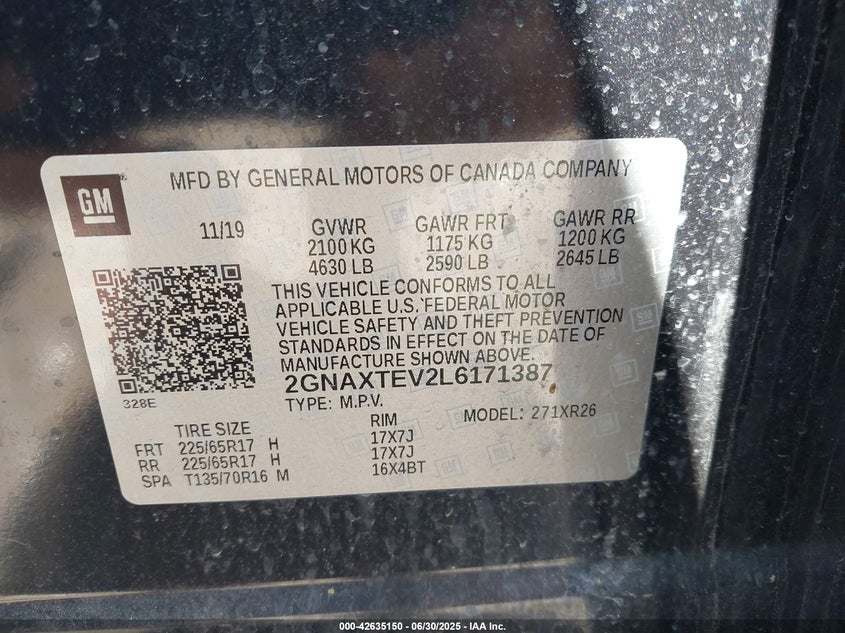 GM
MFD BY GENERAL MOTORS OF CANADA COMPANY
11/19 GVWR GAWR FRT GAWR RR
2100 KG 1175 KG 1200 KG
4630 LB 2590 LB 2645 LB
THIS VEHICLE CONFORMS TO ALL
APPLICABLE U.S. FEDERAL MOTOR
VEHICLE SAFETY AND THEFT PREVENTION
STANDARDS IN EFFECT ON THE DATE OF
MANUFACTURE SHOWN ABOVE.
2GNAXTEV2L6171387
328E
TYPE: M.P.V. MODEL: 271XR26
TIRE SIZE RIM
FRT 225/65R17 H 17X7J
RR 225/65R17 H 17X7J
SPA T135/70R16 M 16X4BT
000-42635150 - 06/30/2025 - IAA Inc.